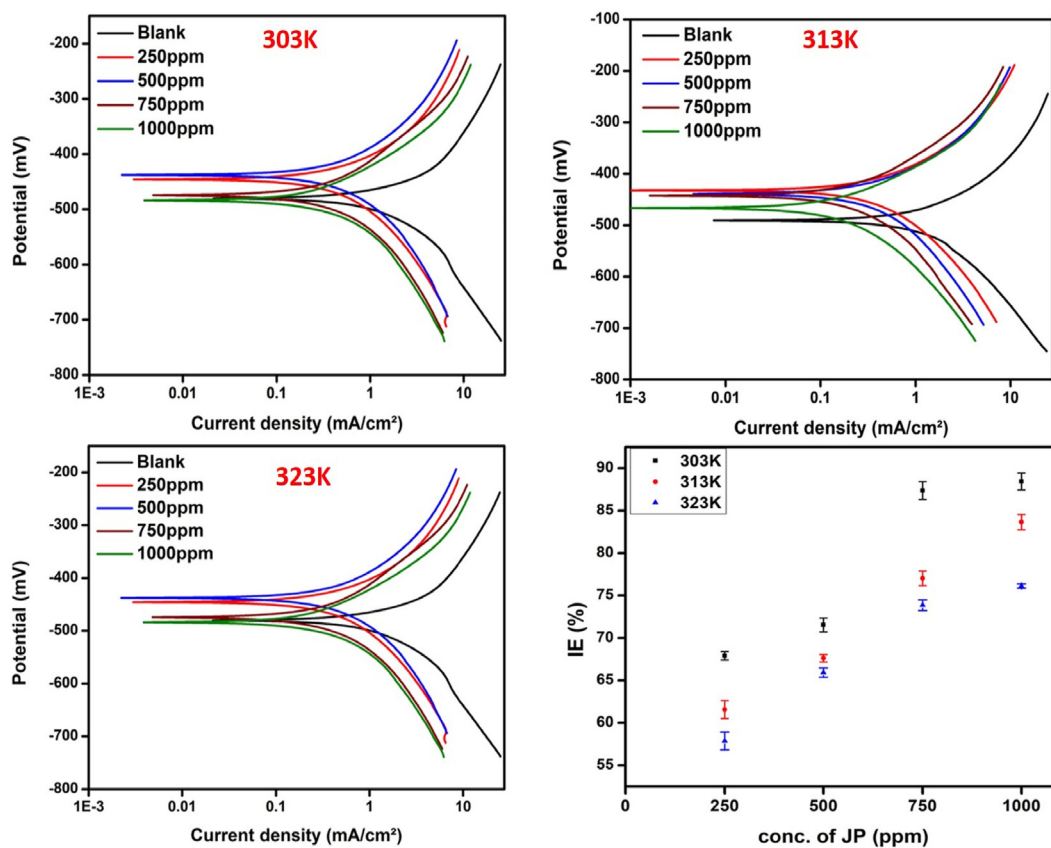 303K
Blank
250ppm
500ppm
750ppm
1000ppm
-200
-300
-400
-500
-600
-700
-800
Potential (mV)
1E-3
0.01
0.1
1
10
Current density (mA/cm²)
313K
Blank
250ppm
500ppm
750ppm
1000ppm
-100
-200
-300
-400
-500
-600
-700
-800
Potential (mV)
1E-3
0.01
0.1
1
10
Current density (mA/cm²)
323K
Blank
250ppm
500ppm
750ppm
1000ppm
-200
-300
-400
-500
-600
-700
-800
Potential (mV)
1E-3
0.01
0.1
1
10
Current density (mA/cm²)
303K
313K
323K
90
85
80
75
70
65
60
55
IE (%)
0
250
500
750
1000
conc. of JP (ppm)